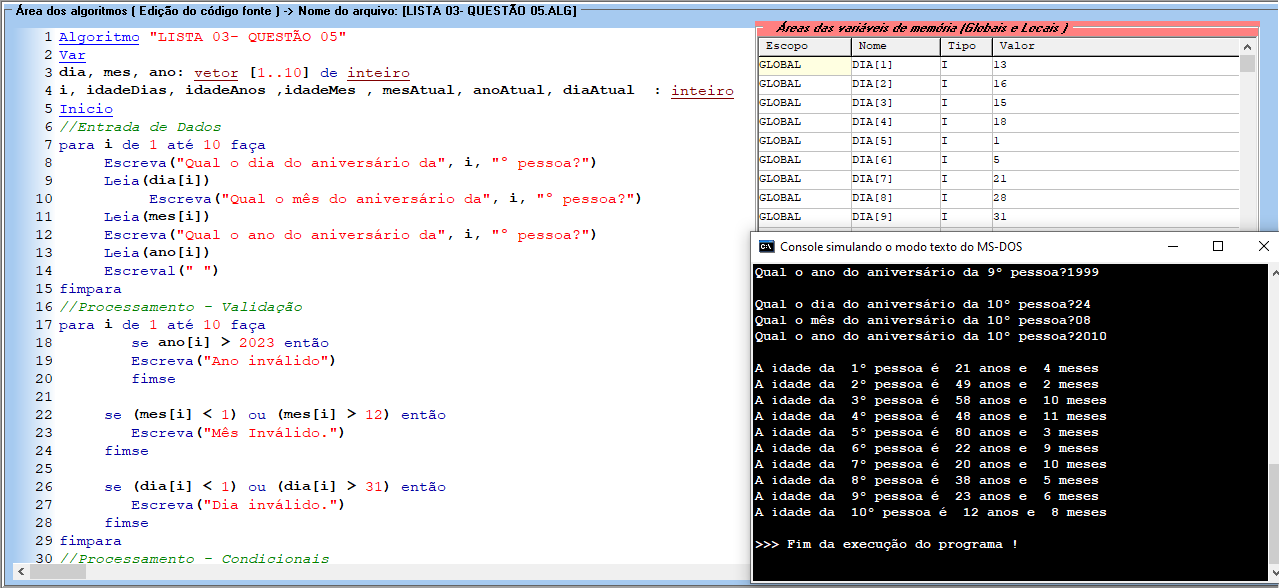 Área dos algoritmos ( Edição do código fonte ) -> Nome do arquivo: [LISTA 03- QUESTÃO 05.ALG]
1 Algoritmo "LISTA 03- QUESTÃO 05"
2 Var
3 dia, mes, ano: vetor [1..10] de inteiro
4 i, idadeDias, idadeAnos ,idadeMes , mesAtual, anoAtual, diaAtual  : inteiro
5 Inicio
6 //Entrada de Dados
7 para i de 1 até 10 faça
8 Escreva("Qual o dia do aniversário da", i, "° pessoa?")
9 Leia(dia[i])
10 Escreva("Qual o mês do aniversário da", i, "° pessoa?")
11 Leia(mes[i])
12 Escreva("Qual o ano do aniversário da", i, "° pessoa?")
13 Leia(ano[i])
14 Escreval(" ")
15 fimpara
16 //Processamento - Validação
17 para i de 1 até 10 faça
18 se ano[i] > 2023 então
19 Escreva("Ano inválido")
20 fimse
21
22 se (mes[i] < 1) ou (mes[i] > 12) então
23 Escreva("Mês Inválido.")
24 fimse
25
26 se (dia[i] < 1) ou (dia[i] > 31) então
27 Escreva("Dia inválido.")
28 fimse
29 fimpara
30 //Processamento - Condicionais
Áreas das variáveis de memória (Globais e Locais )
Escopo Nome Tipo Valor
GLOBAL DIA[1] I 13
GLOBAL DIA[2] I 16
GLOBAL DIA[3] I 15
GLOBAL DIA[4] I 18
GLOBAL DIA[5] I 1
GLOBAL DIA[6] I 5
GLOBAL DIA[7] I 21
GLOBAL DIA[8] I 28
GLOBAL DIA[9] I 31
Console simulando o modo texto do MS-DOS
Qual o ano do aniversário da 9° pessoa?1999
Qual o dia do aniversário da 10° pessoa?24
Qual o mês do aniversário da 10° pessoa?08
Qual o ano do aniversário da 10° pessoa?2010
A idade da  1° pessoa é  21 anos e  4 meses
A idade da  2° pessoa é  49 anos e  2 meses
A idade da  3° pessoa é  58 anos e  10 meses
A idade da  4° pessoa é  48 anos e  11 meses
A idade da  5° pessoa é  80 anos e  3 meses
A idade da  6° pessoa é  22 anos e  9 meses
A idade da  7° pessoa é  20 anos e  10 meses
A idade da  8° pessoa é  38 anos e  5 meses
A idade da  9° pessoa é  23 anos e  6 meses
A idade da  10° pessoa é  12 anos e  8 meses
>>> Fim da execução do programa !